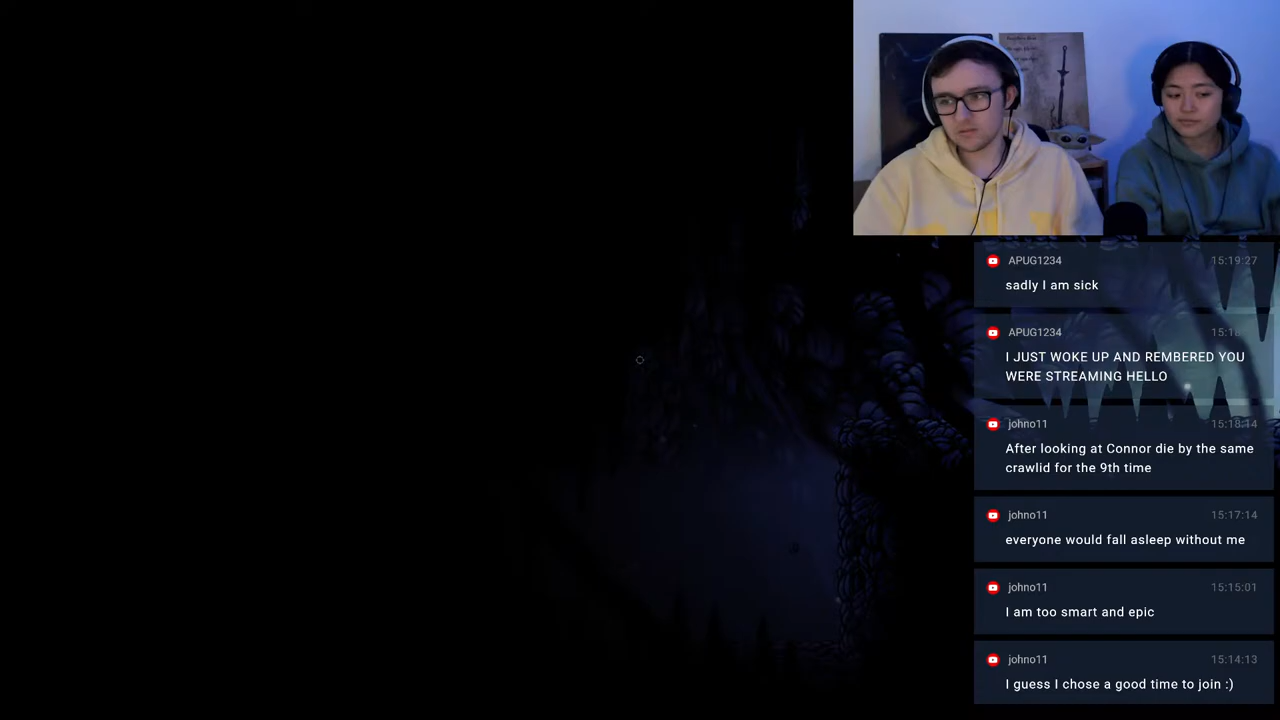 APUG1234 15:19:27
sadly I am sick
APUG1234
I JUST WOKE UP AND REMBERED YOU
WERE STREAMING HELLO
johno11 15:18:14
After looking at Connor die by the same
crawlid for the 9th time
johno11 15:17:14
everyone would fall asleep without me
johno11 15:15:01
I am too smart and epic
johno11 15:14:13
I guess I chose a good time to join :)